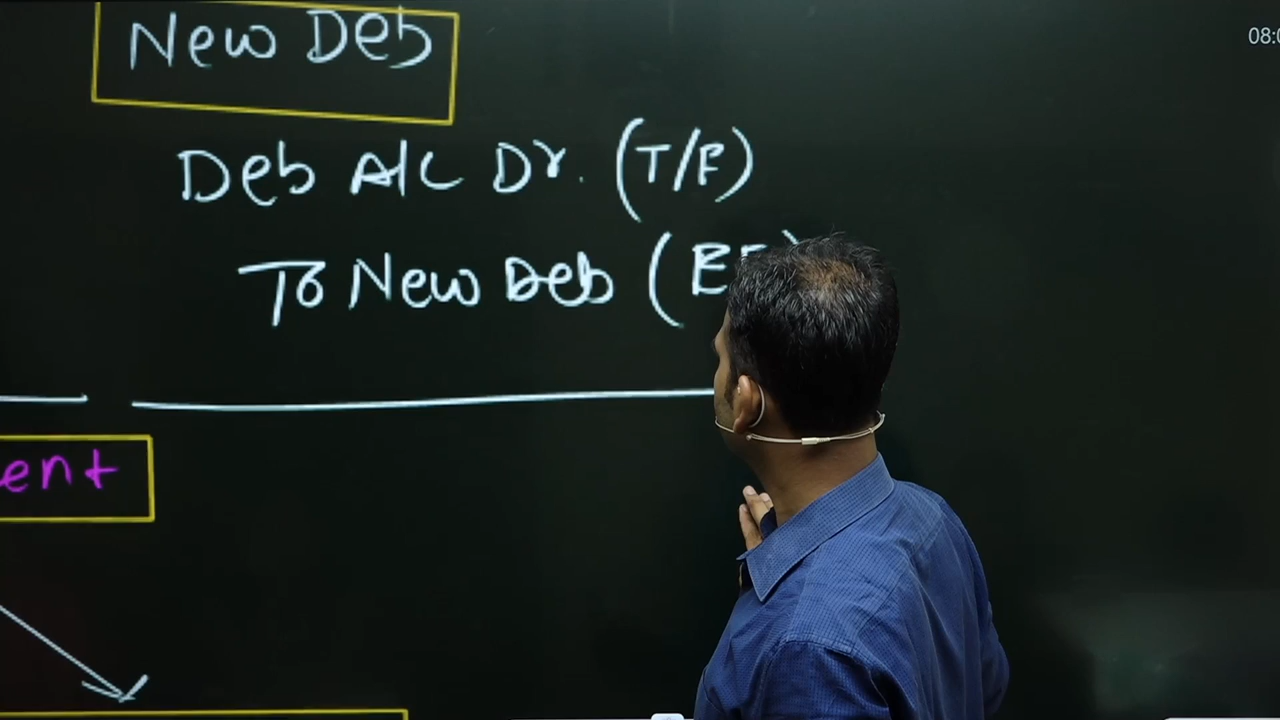 New Deb
Deb A/C Dr. (T/F)
To New Deb (
ent
08:0